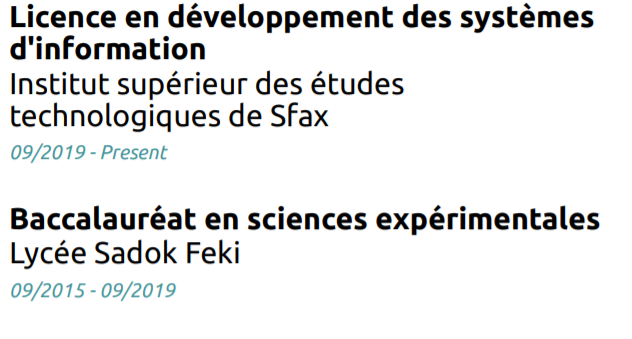 Licence en développement des systèmes
d'information
Institut supérieur des études
technologiques de Sfax
09/2019 - Present
Baccalauréat en sciences expérimentales
Lycée Sadok Feki
09/2015 - 09/2019